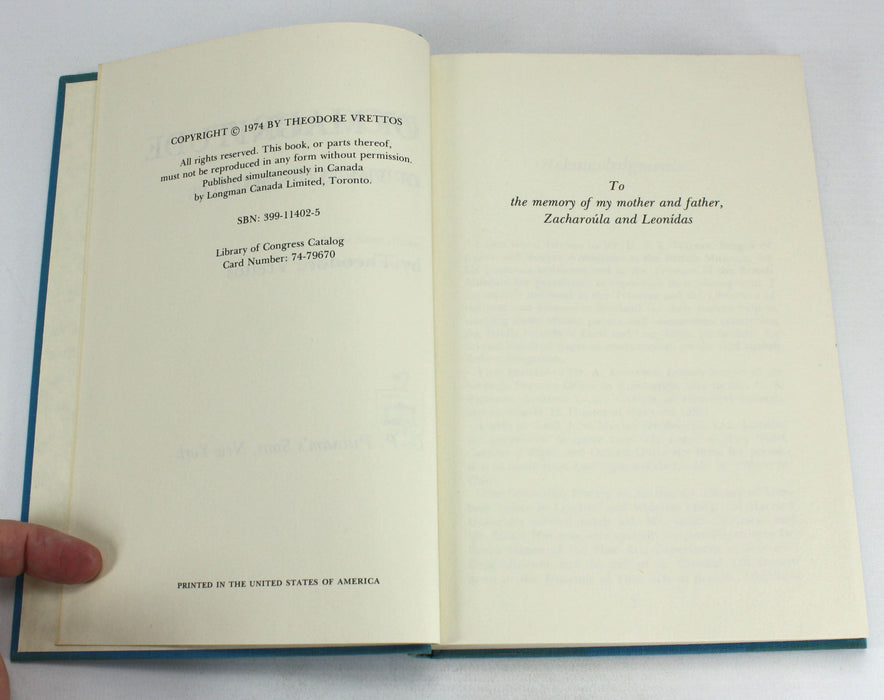 COPYRIGHT © 1974 BY THEODORE VRETTOS
All rights reserved. This book, or parts thereof,
must not be reproduced in any form without permission.
Published simultaneously in Canada
by Longman Canada Limited, Toronto.
SBN: 399-11402-5
Library of Congress Catalog
Card Number: 74-79670
PRINTED IN THE UNITED STATES OF AMERICA
To
the memory of my mother and father,
Zacharoúla and Leonídas